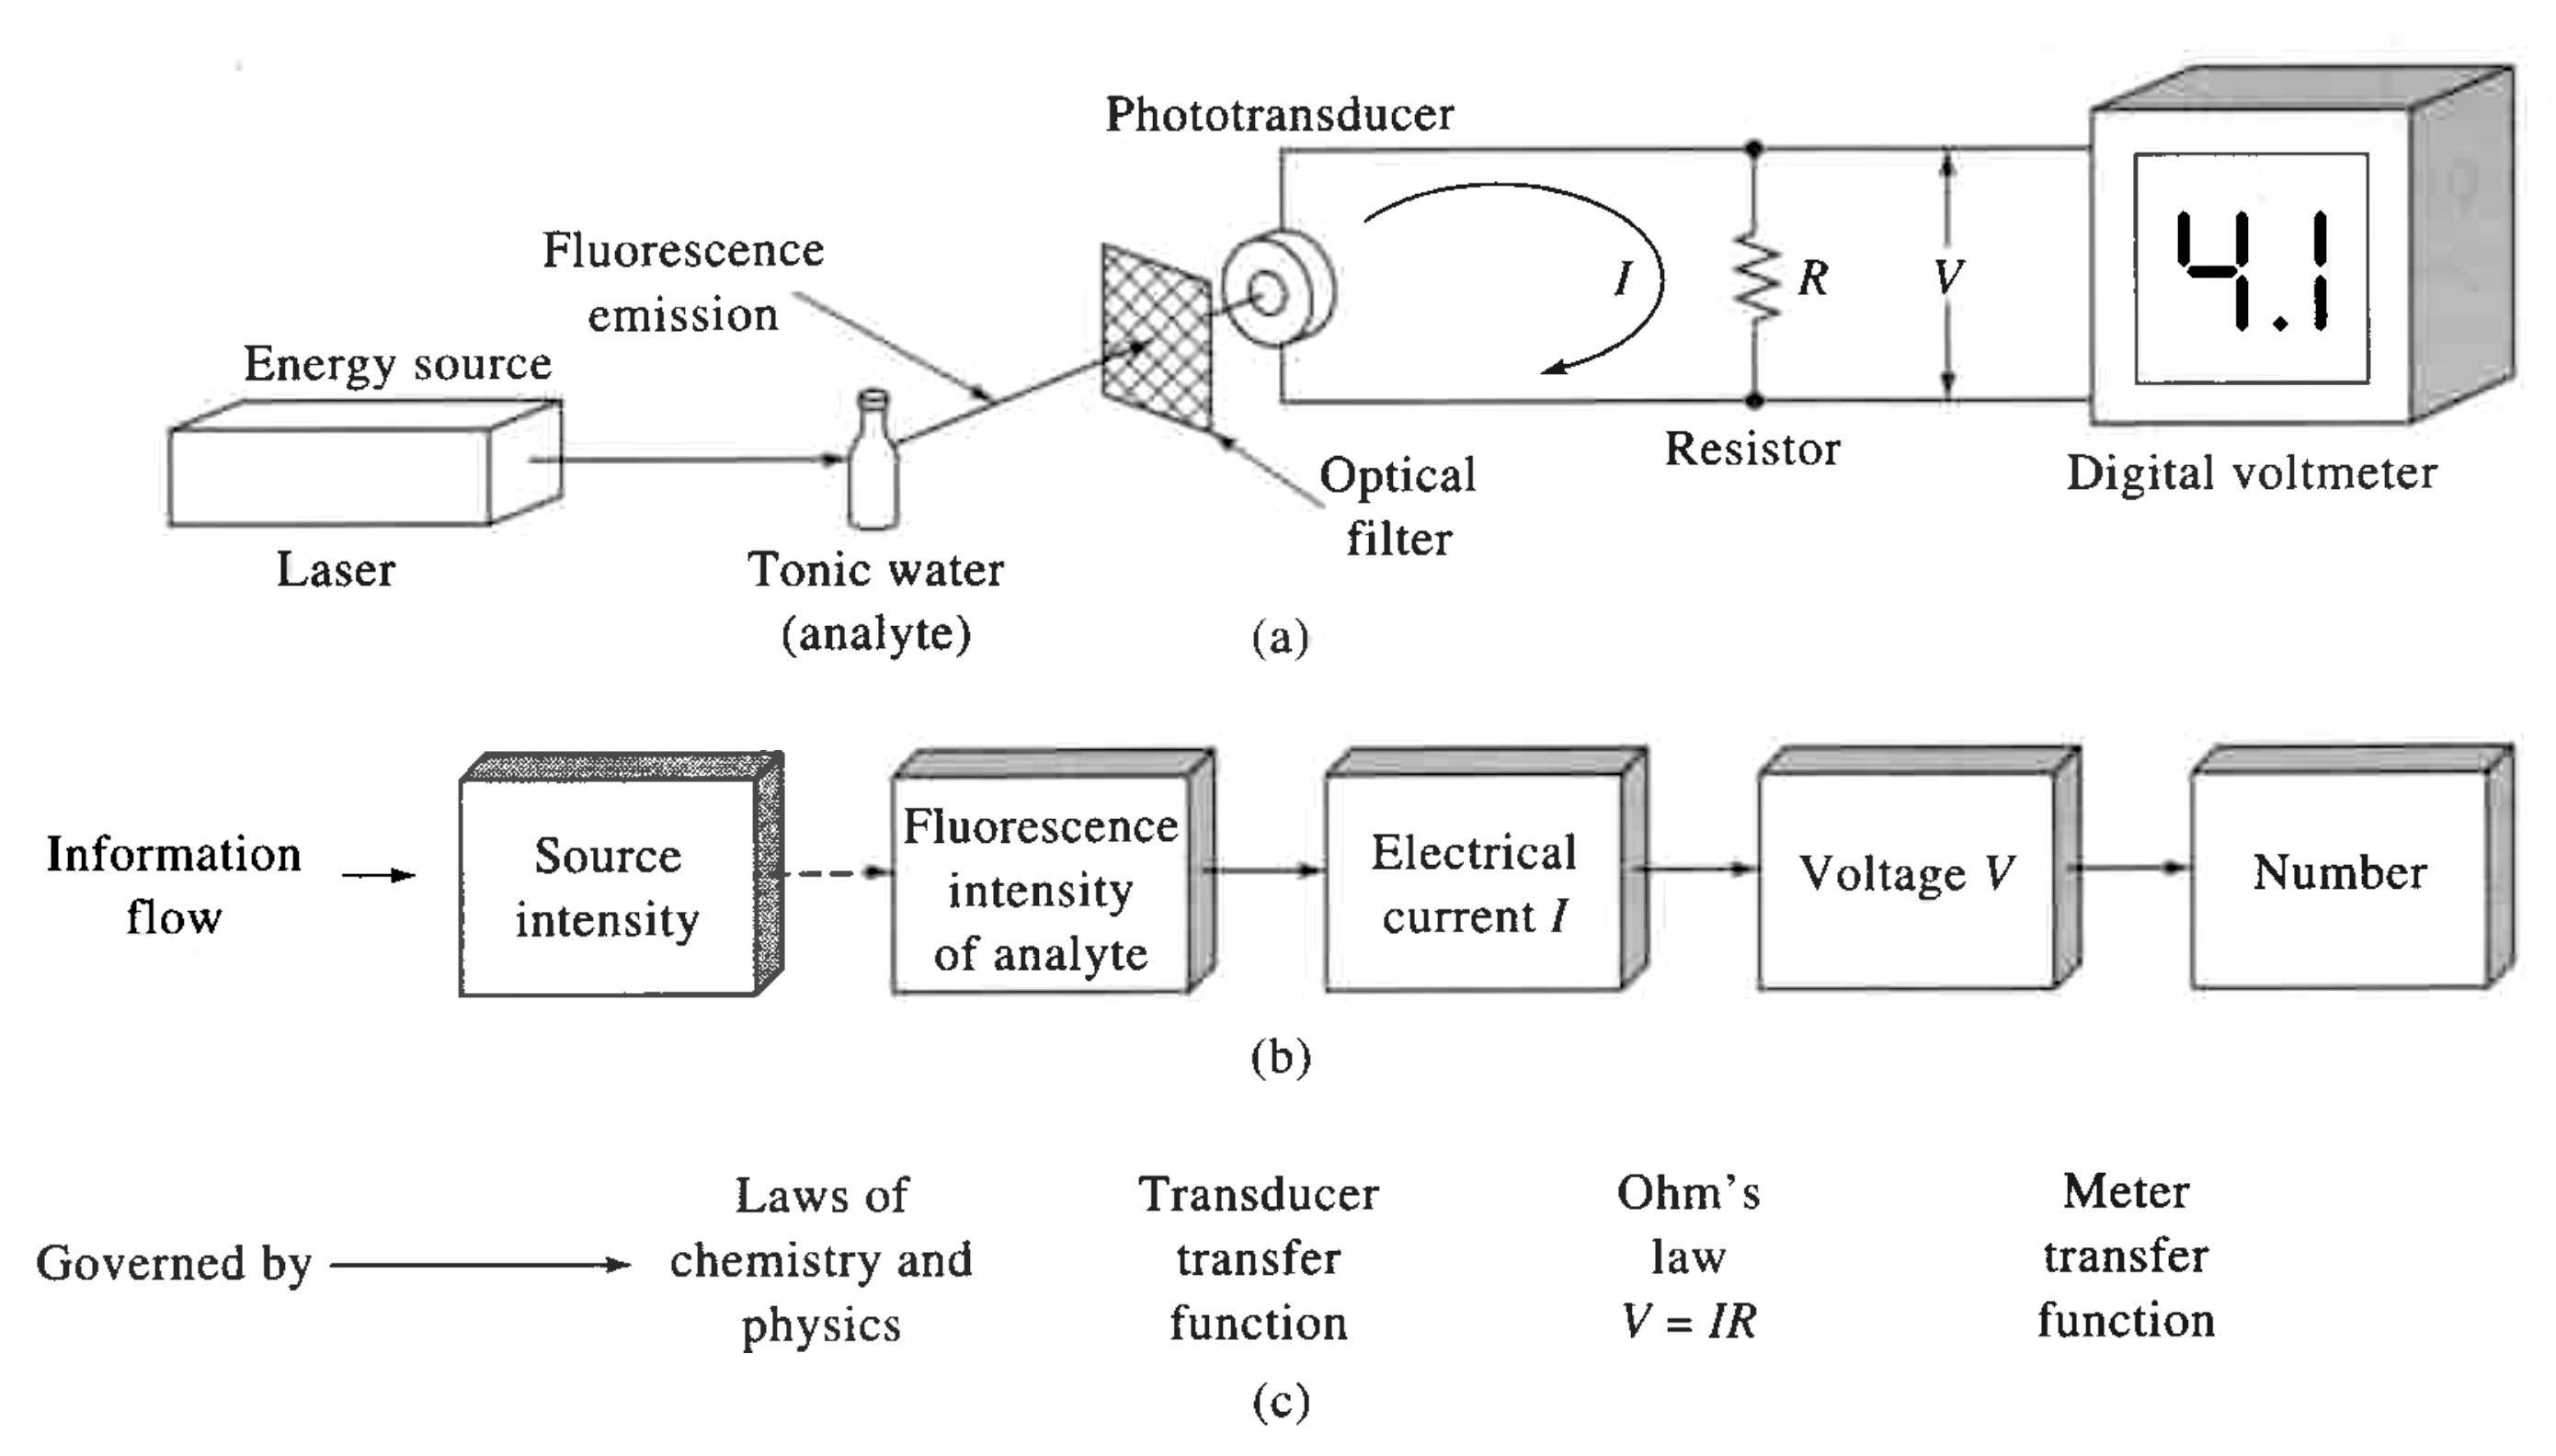 Phototransducer
Fluorescence
emission
Energy source
I
R
V
4.1
Resistor
Optical
filter
Digital voltmeter
Laser
Tonic water
(analyte)
(a)
Information
flow
Source
intensity
Fluorescence
intensity
of analyte
Electrical
current I
Voltage V
Number
(b)
Governed by
Laws of
chemistry and
physics
Transducer
transfer
function
Ohm's
law
V = IR
Meter
transfer
function
(c)